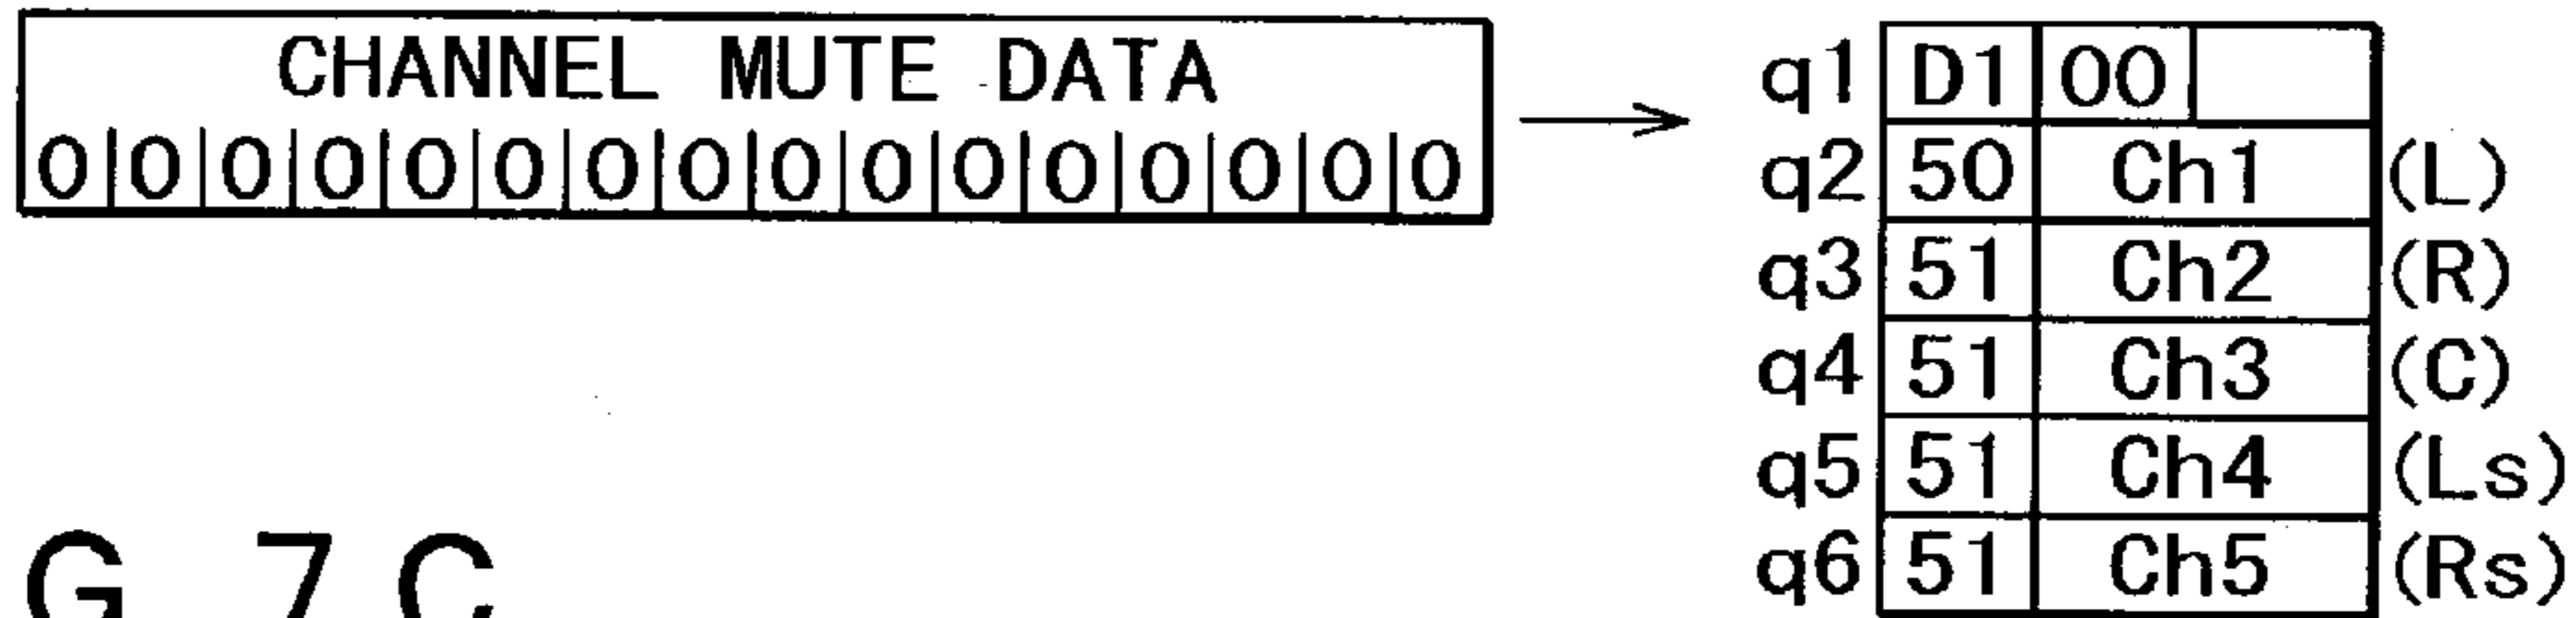 CHANNEL MUTE DATA
0 0 0 0 0 0 0 0 0 0 0 0 0 0 0 0
q1 D1 00
q2 50 Ch1 (L)
q3 51 Ch2 (R)
q4 51 Ch3 (C)
q5 51 Ch4 (Ls)
q6 51 Ch5 (Rs)
G. 7C